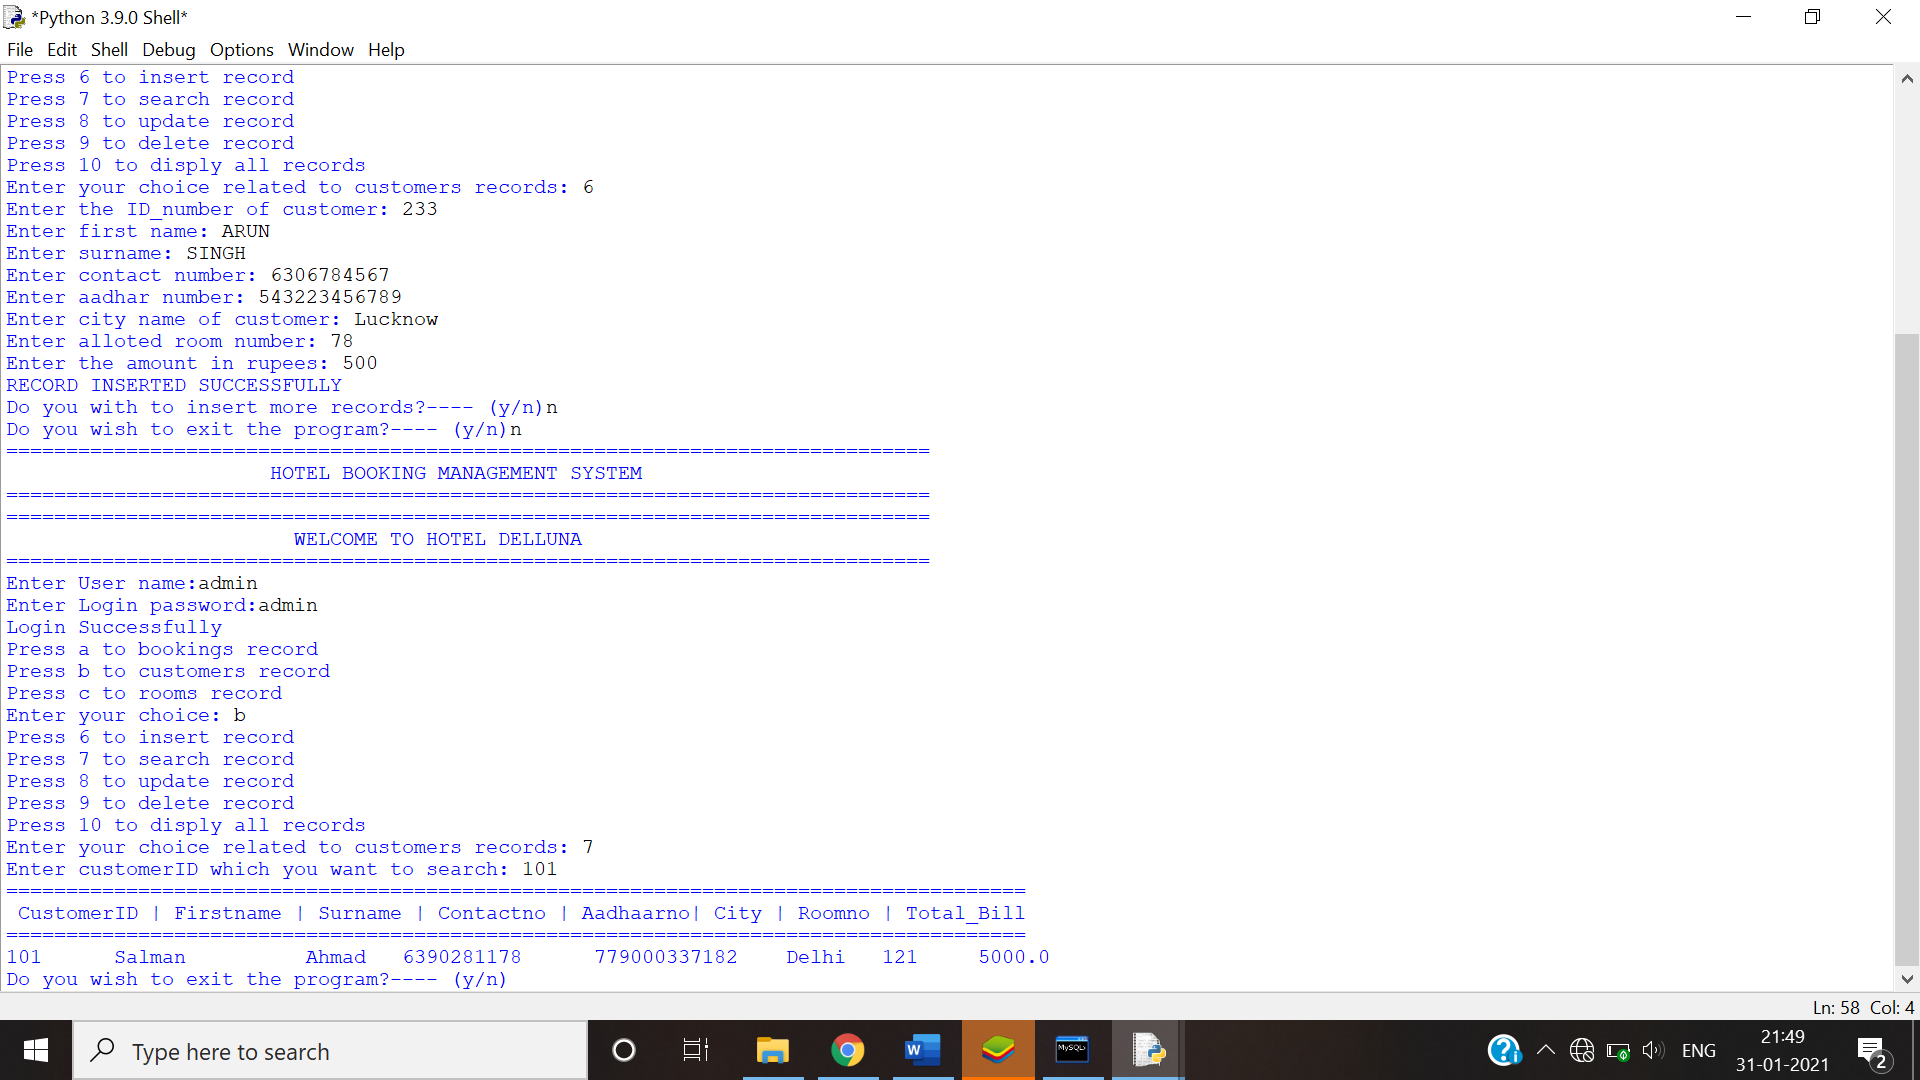 *Python 3.9.0 Shell*
File Edit Shell Debug Options Window Help
Press 6 to insert record
Press 7 to search record
Press 8 to update record
Press 9 to delete record
Press 10 to disply all records
Enter your choice related to customers records: 6
Enter the ID_number of customer: 233
Enter first name: ARUN
Enter surname: SINGH
Enter contact number: 6306784567
Enter aadhar number: 543223456789
Enter city name of customer: Lucknow
Enter alloted room number: 78
Enter the amount in rupees: 500
RECORD INSERTED SUCCESSFULLY
Do you with to insert more records?---- (y/n)n
Do you wish to exit the program?---- (y/n)n
=============================================================================
HOTEL BOOKING MANAGEMENT SYSTEM
=============================================================================
=============================================================================
WELCOME TO HOTEL DELLUNA
=============================================================================
Enter User name:admin
Enter Login password:admin
Login Successfully
Press a to bookings record
Press b to customers record
Press c to rooms record
Enter your choice: b
Press 6 to insert record
Press 7 to search record
Press 8 to update record
Press 9 to delete record
Press 10 to disply all records
Enter your choice related to customers records: 7
Enter customerID which you want to search: 101
=====================================================================================
CustomerID | Firstname | Surname | Contactno | Aadhaarno| City | Roomno | Total_Bill
=====================================================================================
101 Salman Ahmad 6390281178 779000337182 Delhi 121 5000.0
Do you wish to exit the program?---- (y/n)
Ln: 58 Col: 4
Type here to search
W
MySQL
ENG
21:49
31-01-2021
2